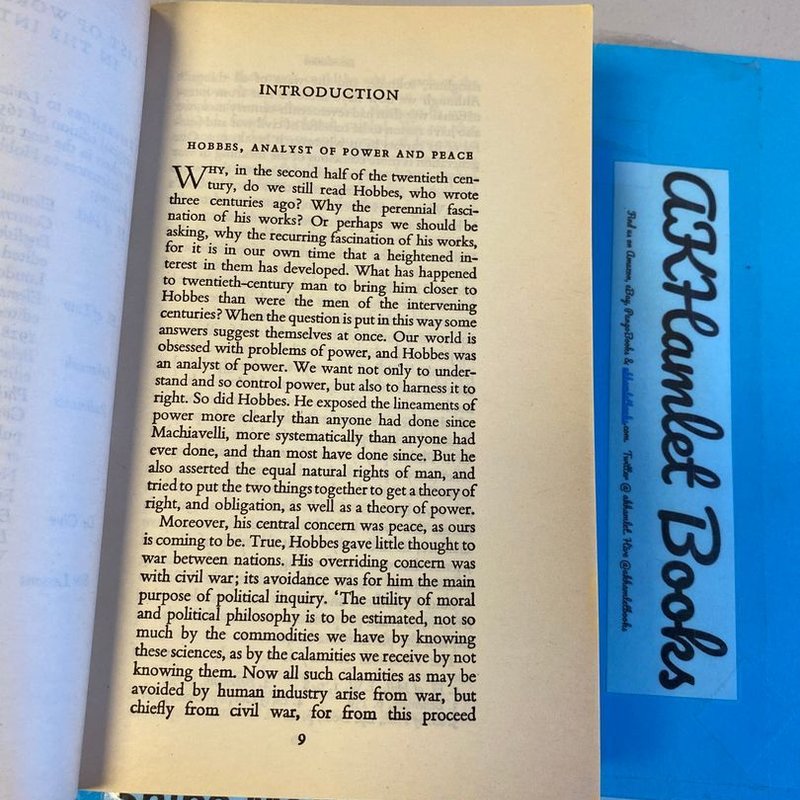 INTRODUCTION
HOBBES, ANALYST OF POWER AND PEACE
WHY, in the second half of the twentieth cen-
tury, do we still read Hobbes, who wrote
three centuries ago? Why the perennial fasci-
nation of his works? Or perhaps we should be
asking, why the recurring fascination of his works,
for it is in our own time that a heightened in-
terest in them has developed. What has happened
to twentieth-century man to bring him closer to
Hobbes than were the men of the intervening
centuries? When the question is put in this way some
answers suggest themselves at once. Our world is
obsessed with problems of power, and Hobbes was
an analyst of power. We want not only to under-
stand and so control power, but also to harness it to
right. So did Hobbes. He exposed the lineaments of
power more clearly than anyone had done since
Machiavelli, more systematically than anyone had
ever done, and than most have done since. But he
also asserted the equal natural rights of man, and
tried to put the two things together to get a theory of
right, and obligation, as well as a theory of power.
Moreover, his central concern was peace, as ours
is coming to be. True, Hobbes gave little thought to
war between nations. His overriding concern was
with civil war; its avoidance was for him the main
purpose of political inquiry. ‘The utility of moral
and political philosophy is to be estimated, not so
much by the commodities we have by knowing
these sciences, as by the calamities we receive by not
knowing them. Now all such calamities as may be
avoided by human industry arise from war, but
chiefly from civil war, for from this proceed
9
AKHamlet Books
Find us on Amazon, eBay, PangoBooks & akhamletbooks.com. Twitter @ akhamlet. Hive @akhamletbooks